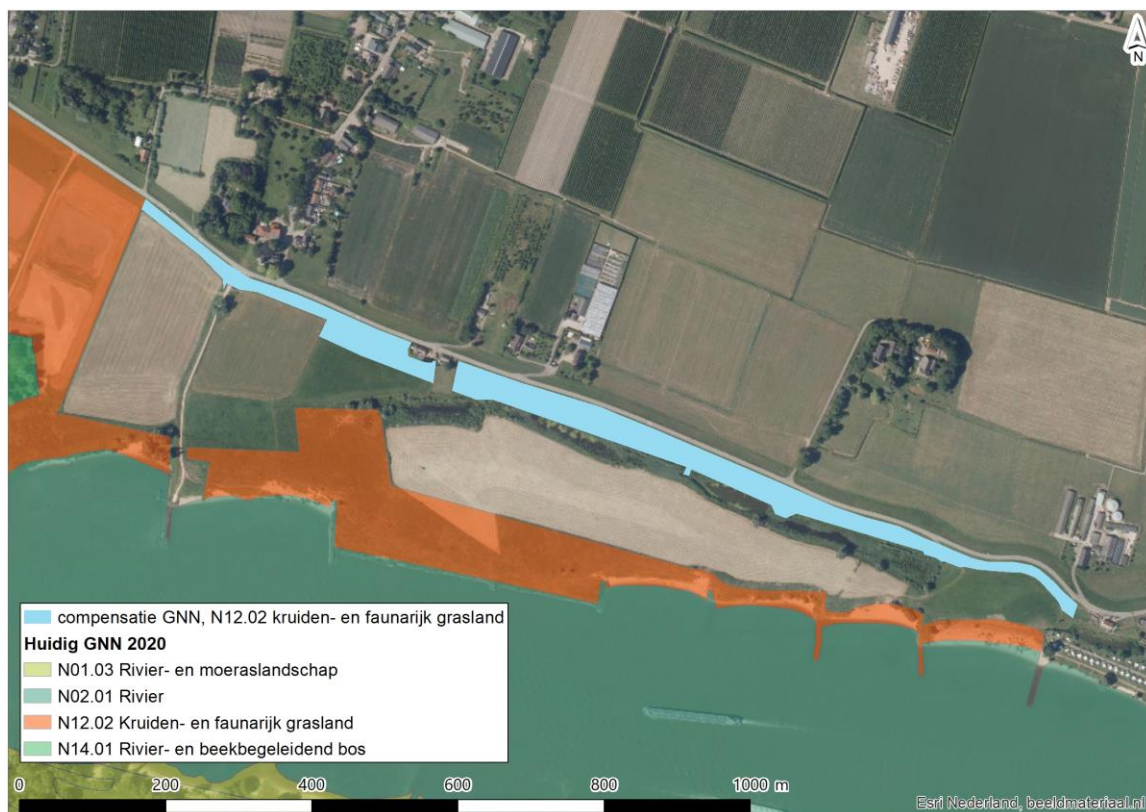 N
compensatie GNN, N12.02 kruiden- en faunarijk grasland
Huidig GNN 2020
N01.03 Rivier- en moeraslandschap
N02.01 Rivier
N12.02 Kruiden- en faunarijk grasland
N14.01 Rivier- en beekbegeleidend bos
0 200 400 600 800 1000 m
Esri Nederland, beeldmateriaal.nl